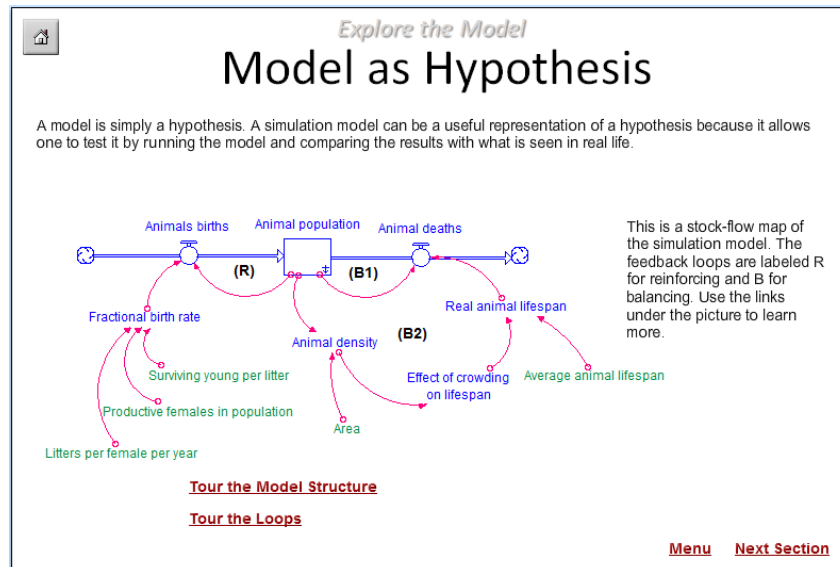 Explore the Model
Model as Hypothesis
A model is simply a hypothesis. A simulation model can be a useful representation of a hypothesis because it allows
one to test it by running the model and comparing the results with what is seen in real life.
Animals births
Animal population
Animal deaths
(R)
(B1)
This is a stock-flow map of
the simulation model. The
feedback loops are labeled R
for reinforcing and B for
balancing. Use the links
under the picture to learn
more.
Fractional birth rate
Real animal lifespan
Animal density
(B2)
Surviving young per litter
Effect of crowding
on lifespan
Average animal lifespan
Productive females in population
Area
Litters per female per year
Tour the Model Structure
Tour the Loops
Menu
Next Section